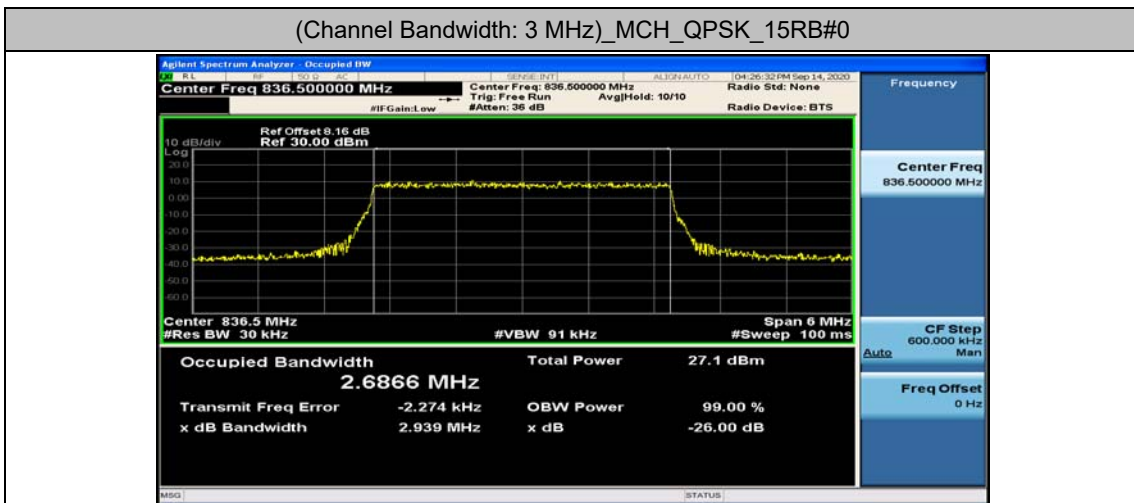 (Channel Bandwidth: 3 MHz)_MCH_QPSK_15RB#0
Agilent Spectrum Analyzer - Occupied BW
RL RF 50 Ω AC SENSE:INT ALIGN AUTO 04:26:32 PM Sep 14, 2020
Center Freq 836.500000 MHz
Center Freq: 836.500000 MHz
Radio Std: None
Trig: Free Run Avg|Hold: 10/10
#IFGain:Low
#Atten: 36 dB
Radio Device: BTS
Frequency
Ref Offset 8.16 dB
10 dB/div Ref 30.00 dBm
Log
20.0
10.0
0.00
-10.0
-20.0
-30.0
-40.0
-50.0
-60.0
Center 836.5 MHz
Span 6 MHz
#Res BW 30 kHz
#VBW 91 kHz
#Sweep 100 ms
Center Freq
836.500000 MHz
CF Step
600.000 kHz
Auto Man
Freq Offset
0 Hz
Occupied Bandwidth
2.6866 MHz
Total Power 27.1 dBm
Transmit Freq Error -2.274 kHz
OBW Power 99.00 %
x dB Bandwidth 2.939 MHz
x dB -26.00 dB
MSG
STATUS